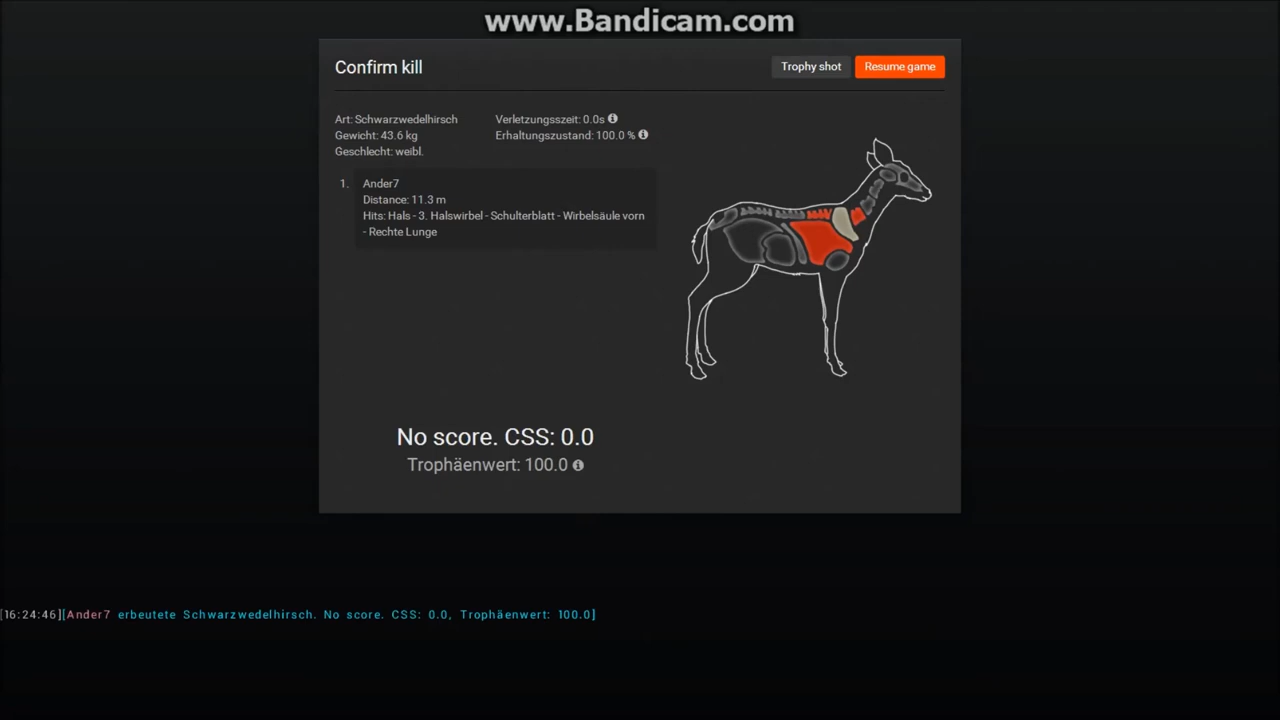 www.Bandicam.com
Confirm kill
Trophy shot
Resume game
Art: Schwarzwedelhirsch
Gewicht: 43.6 kg
Geschlecht: weibl.
Verletzungszeit: 0.0s
Erhaltungszustand: 100.0 %
1.
Ander7
Distance: 11.3 m
Hits: Hals - 3. Halswirbel - Schulterblatt - Wirbelsäule vorn
- Rechte Lunge
No score. CSS: 0.0
Trophäenwert: 100.0
[16:24:46][Ander7 erbeutete Schwarzwedelhirsch. No score. CSS: 0.0, Trophäenwert: 100.0]